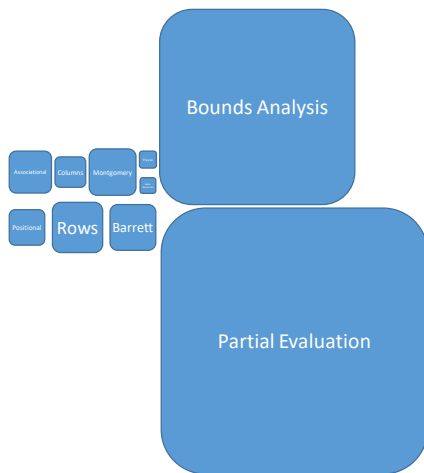 Bounds Analysis
Associational
Columns
Montgomery
Positional
Rows
Barrett
Partial Evaluation